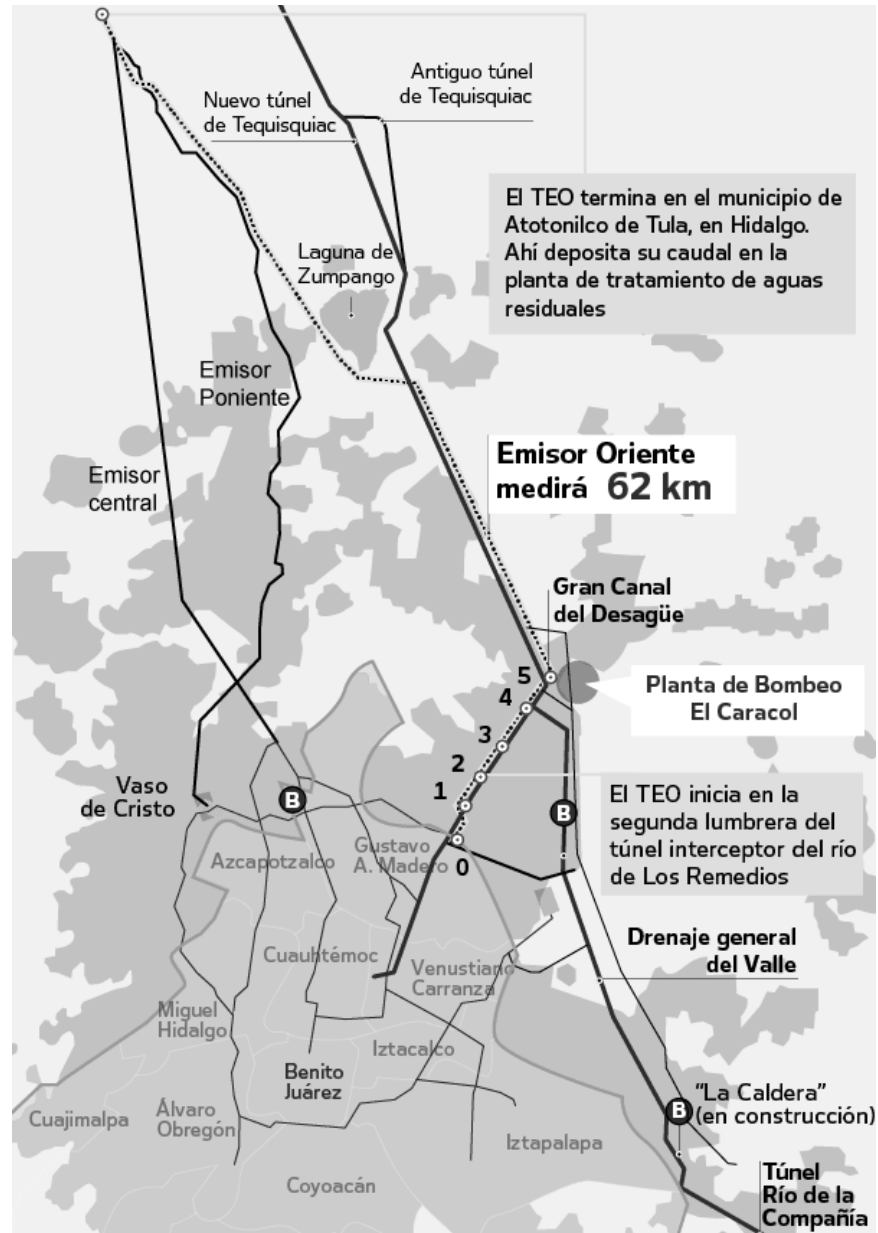 Antiguo túnel
de Tequisquiac
Nuevo túnel
de Tequisquiac
El TEO termina en el municipio de
Atotonilco de Tula, en Hidalgo.
Ahí deposita su caudal en la
planta de tratamiento de aguas
residuales
Laguna de
Zumpango
Emisor
Poniente
Emisor
central
Emisor Oriente
medirá 62 km
Gran Canal
del Desagüe
5
4
3
2
1
0
Planta de Bombeo
El Caracol
Vaso
de Cristo
B
B
El TEO inicia en la
segunda lumbrera del
túnel interceptor del río
de Los Remedios
Azcapotzalco
Gustavo
A. Madero
Drenaje general
del Valle
Cuauhtémoc
Venustiano
Carranza
Miguel
Hidalgo
Iztacalco
Benito
Juárez
Cuajimalpa
Álvaro
Obregón
Iztapalapa
B
“La Caldera”
(en construcción)
Coyoacán
Túnel
Río de la
Compañía